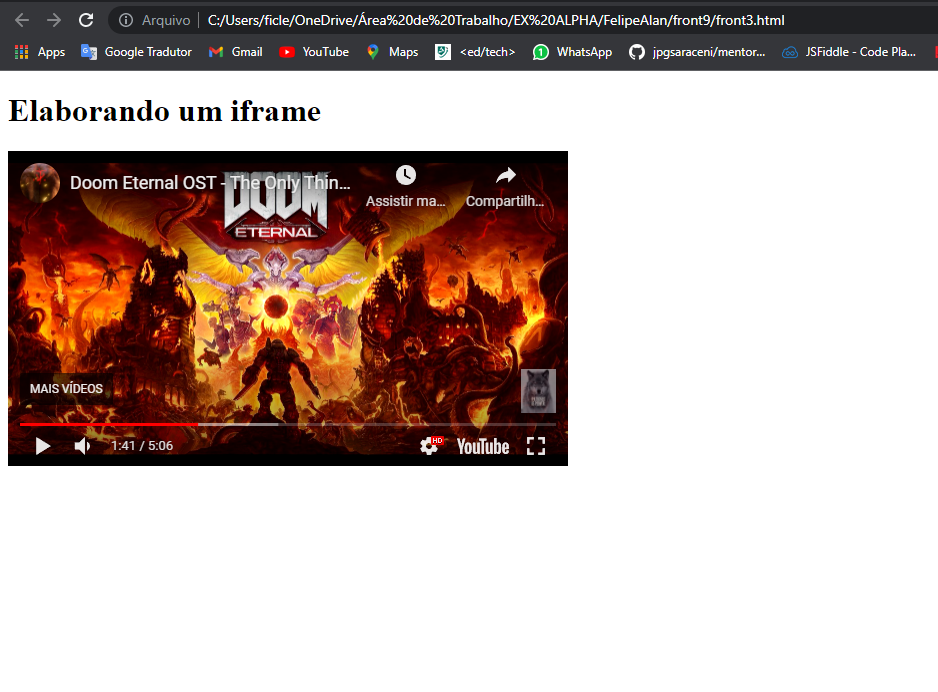 Arquivo | C:/Users/ficle/OneDrive/Área%20de%20Trabalho/EX%20ALPHA/FelipeAlan/front9/front3.html
Apps Google Tradutor Gmail YouTube Maps <ed/tech> 1 WhatsApp jpgsaraceni/mentor... JSFiddle - Code Pla...
Elaborando um iframe
Doom Eternal OST - The Only Thin...
Assistir ma... Compartilh...
DOOM
ETERNAL
MAIS VÍDEOS
1:41 / 5:06 HD YouTube